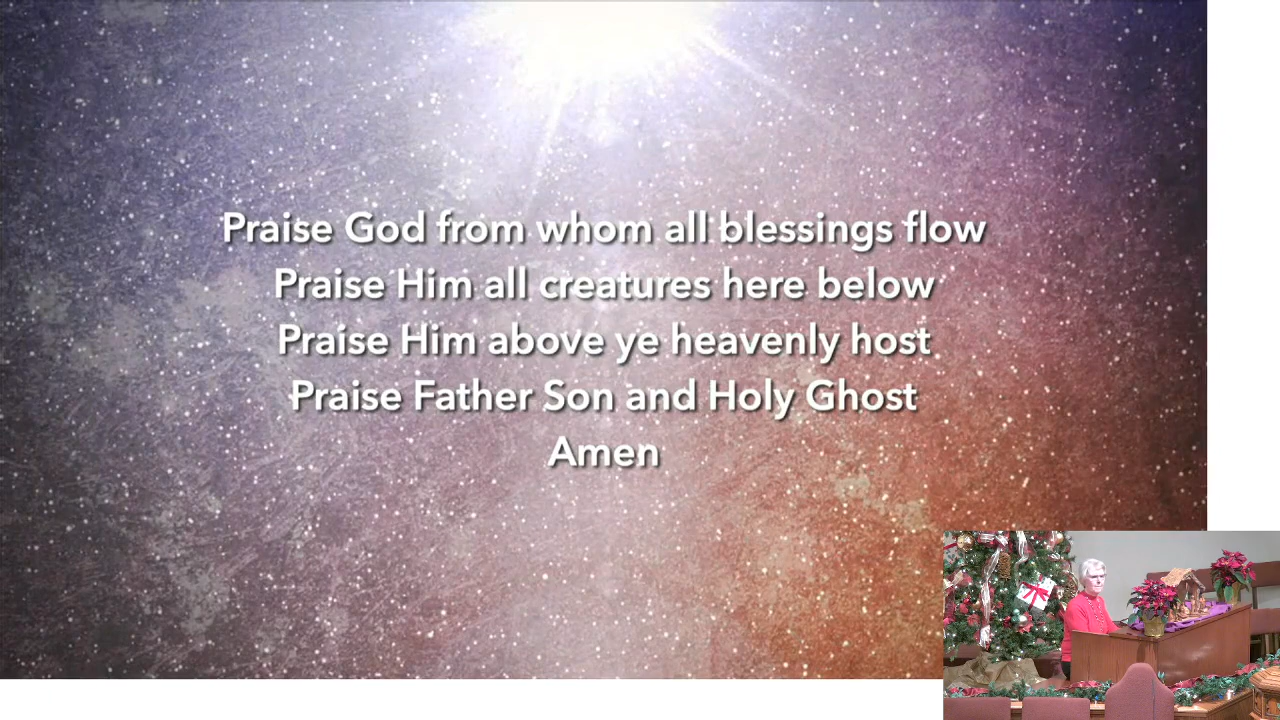 Praise God from whom all blessings flow
Praise Him all creatures here below
Praise Him above ye heavenly host
Praise Father Son and Holy Ghost
Amen